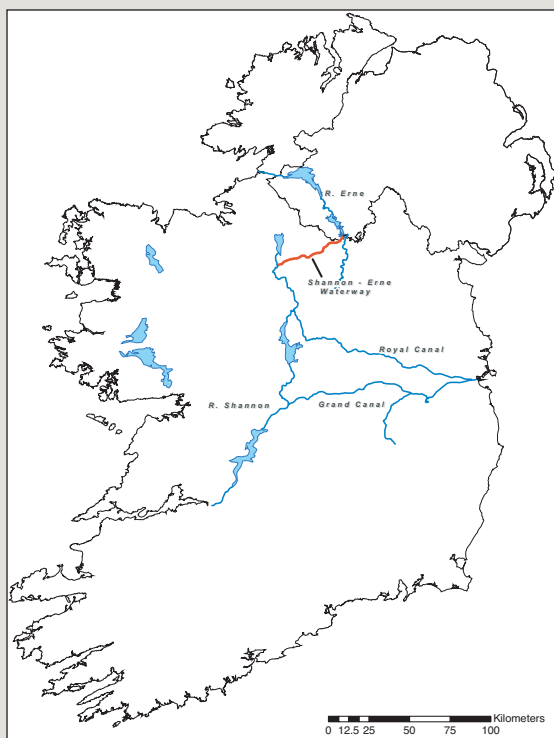 R. Erne
Shannon - Erne
Waterway
Royal Canal
R. Shannon
Grand Canal
Kilometers
0 12.5 25 50 75 100